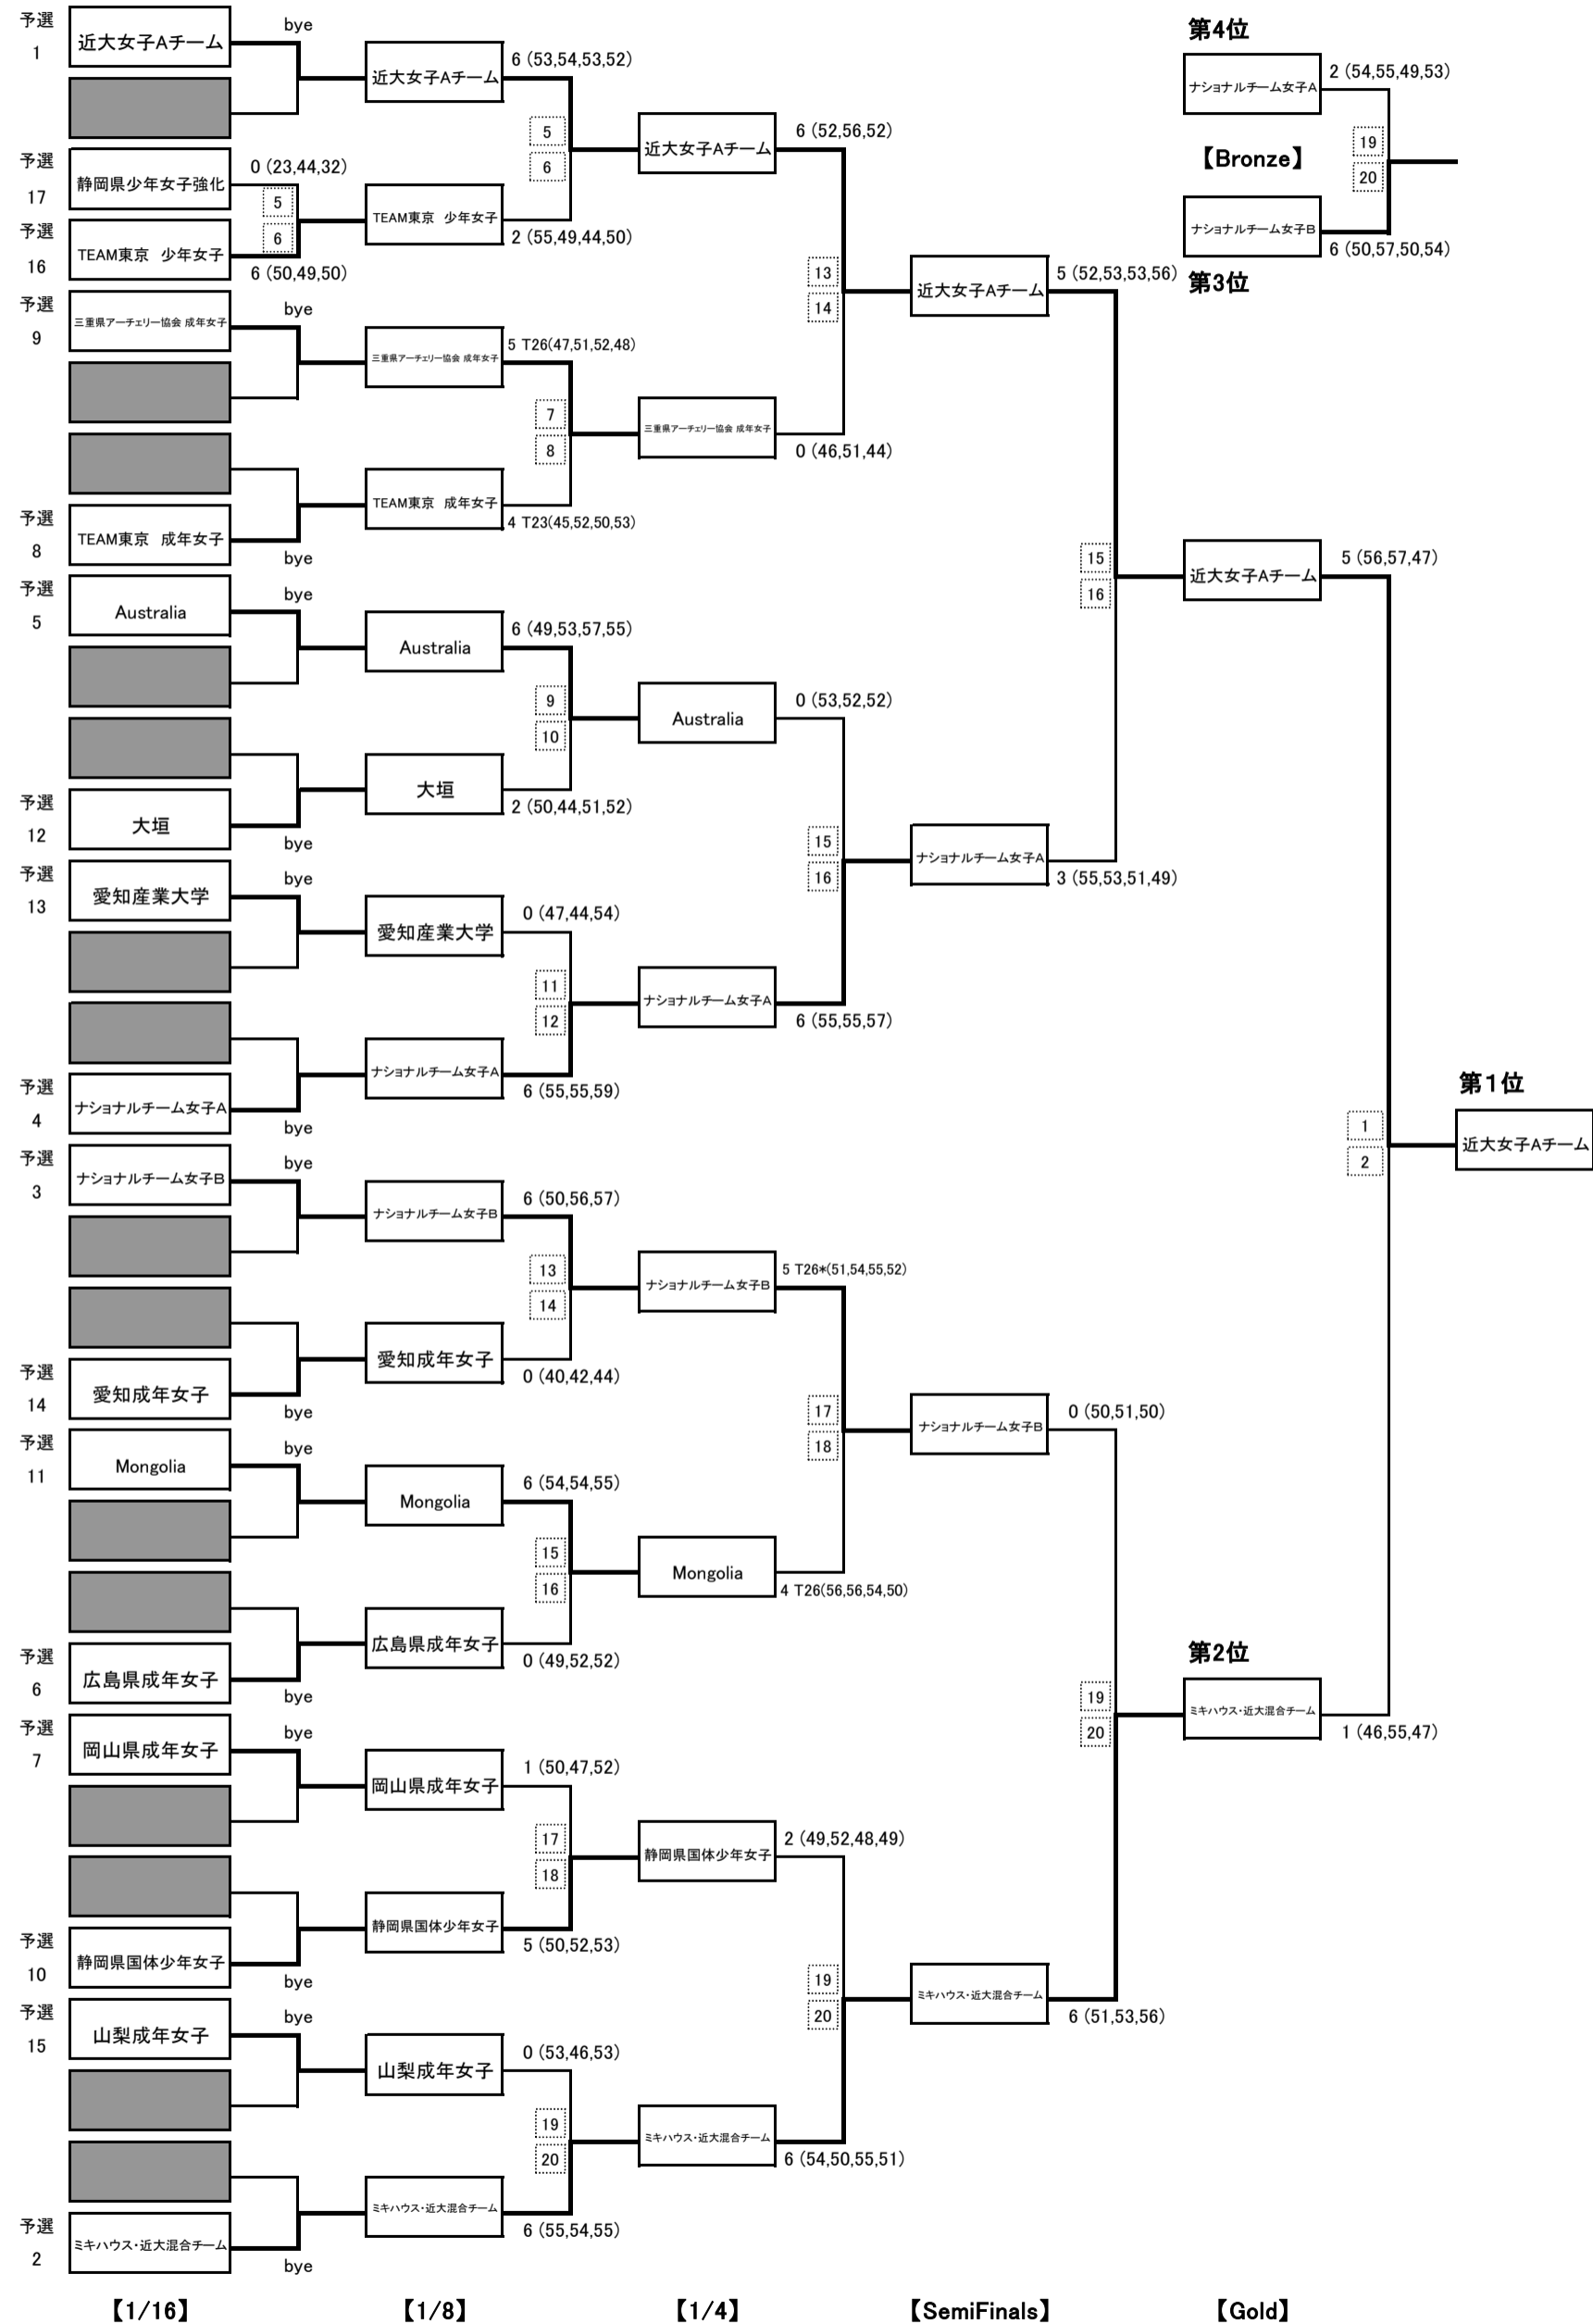 予選
1
近大女子Aチーム
bye
予選
17
静岡県少年女子強化
0 (23,44,32)
5
6
予選
16
TEAM東京　少年女子
6 (50,49,50)
予選
9
三重県アーチェリー協会 成年女子
bye
予選
8
TEAM東京　成年女子
bye
予選
5
Australia
bye
予選
12
大垣
bye
予選
13
愛知産業大学
bye
予選
4
ナショナルチーム女子A
bye
予選
3
ナショナルチーム女子B
bye
予選
14
愛知成年女子
bye
予選
11
Mongolia
bye
予選
6
広島県成年女子
bye
予選
7
岡山県成年女子
bye
予選
10
静岡県国体少年女子
bye
予選
15
山梨成年女子
bye
予選
2
ミキハウス・近大混合チーム
bye
【1/16】
近大女子Aチーム
6 (53,54,53,52)
5
6
TEAM東京　少年女子
2 (55,49,44,50)
三重県アーチェリー協会 成年女子
5 T26(47,51,52,48)
7
8
TEAM東京　成年女子
4 T23(45,52,50,53)
Australia
6 (49,53,57,55)
9
10
大垣
2 (50,44,51,52)
愛知産業大学
0 (47,44,54)
11
12
ナショナルチーム女子A
6 (55,55,59)
ナショナルチーム女子B
6 (50,56,57)
13
14
愛知成年女子
0 (40,42,44)
Mongolia
6 (54,54,55)
15
16
広島県成年女子
0 (49,52,52)
岡山県成年女子
1 (50,47,52)
17
18
静岡県国体少年女子
5 (50,52,53)
山梨成年女子
0 (53,46,53)
19
20
ミキハウス・近大混合チーム
6 (55,54,55)
【1/8】
近大女子Aチーム
6 (52,56,52)
13
14
三重県アーチェリー協会 成年女子
0 (46,51,44)
Australia
0 (53,52,52)
15
16
ナショナルチーム女子A
6 (55,55,57)
ナショナルチーム女子B
5 T26*(51,54,55,52)
17
18
Mongolia
4 T26(56,56,54,50)
静岡県国体少年女子
2 (49,52,48,49)
19
20
ミキハウス・近大混合チーム
6 (54,50,55,51)
【1/4】
近大女子Aチーム
5 (52,53,53,56)
15
16
ナショナルチーム女子A
3 (55,53,51,49)
ナショナルチーム女子B
0 (50,51,50)
19
20
ミキハウス・近大混合チーム
6 (51,53,56)
【SemiFinals】
第4位
ナショナルチーム女子A
2 (54,55,49,53)
【Bronze】
19
20
ナショナルチーム女子B
6 (50,57,50,54)
第3位
近大女子Aチーム
5 (56,57,47)
1
2
第2位
ミキハウス・近大混合チーム
1 (46,55,47)
【Gold】
第1位
近大女子Aチーム